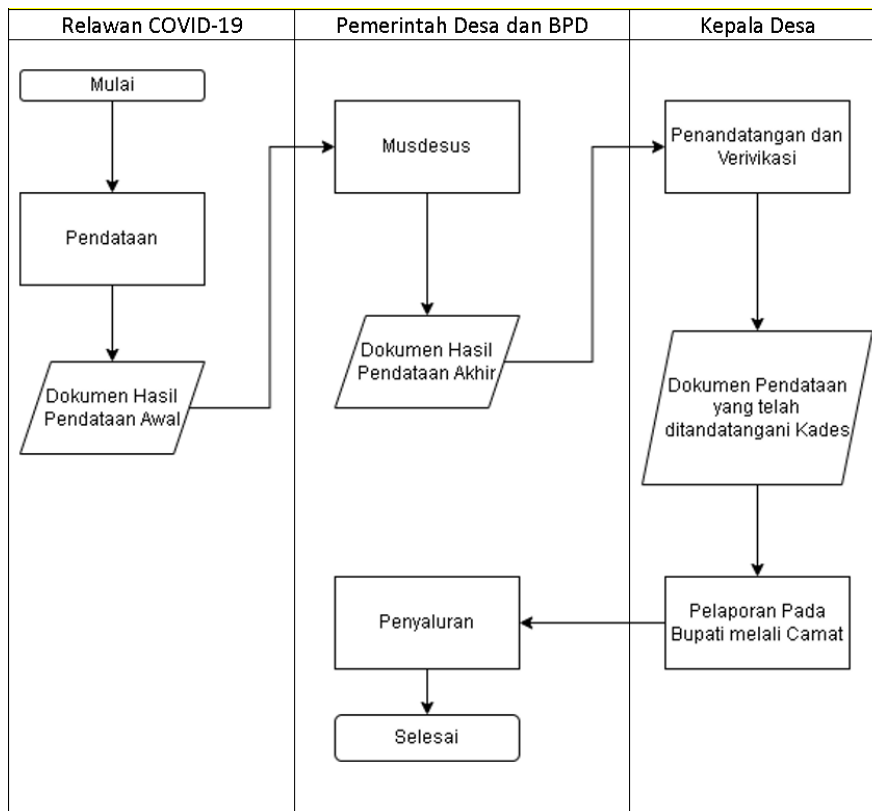 Relawan COVID-19
Pemerintah Desa dan BPD
Kepala Desa
Mulai
Pendataan
Dokumen Hasil
Pendataan Awal
Musdesus
Dokumen Hasil
Pendataan Akhir
Penandatangan dan
Verivikasi
Dokumen Pendataan
yang telah
ditandatangani Kades
Pelaporan Pada
Bupati melali Camat
Penyaluran
Selesai